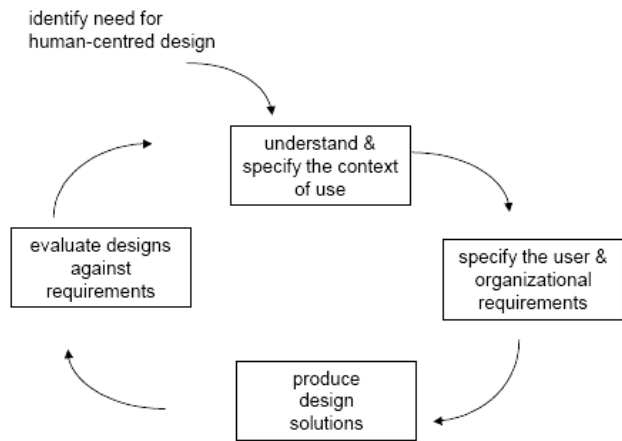 identify need for
human-centred design
understand &
specify the context
of use
evaluate designs
against
requirements
specify the user &
organizational
requirements
produce
design
solutions